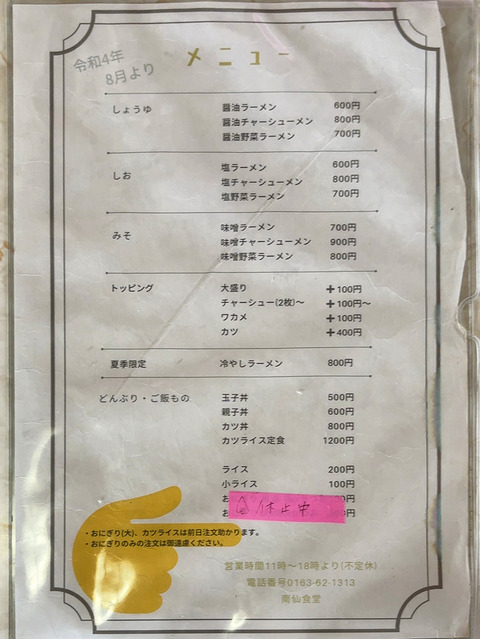 令和4年
8月より
メニュー
しょうゆ
醤油ラーメン 600円
醤油チャーシューメン 800円
醤油野菜ラーメン 700円
しお
塩ラーメン 600円
塩チャーシューメン 800円
塩野菜ラーメン 700円
みそ
味噌ラーメン 700円
味噌チャーシューメン 900円
味噌野菜ラーメン 800円
トッピング
大盛り +100円
チャーシュー(2枚)〜 +100円〜
ワカメ +100円
カツ +400円
夏季限定 冷やしラーメン 800円
どんぶり・ご飯もの
玉子丼 500円
親子丼 600円
カツ丼 800円
カツライス定食 1200円
ライス 200円
小ライス 100円
お 0円
お 円
休止中
・おにぎり(大)、カツライスは前日注文助かります。
・おにぎりのみの注文は御遠慮ください。
営業時間11時〜18時より(不定休)
電話番号0163-62-1313
南仙食堂